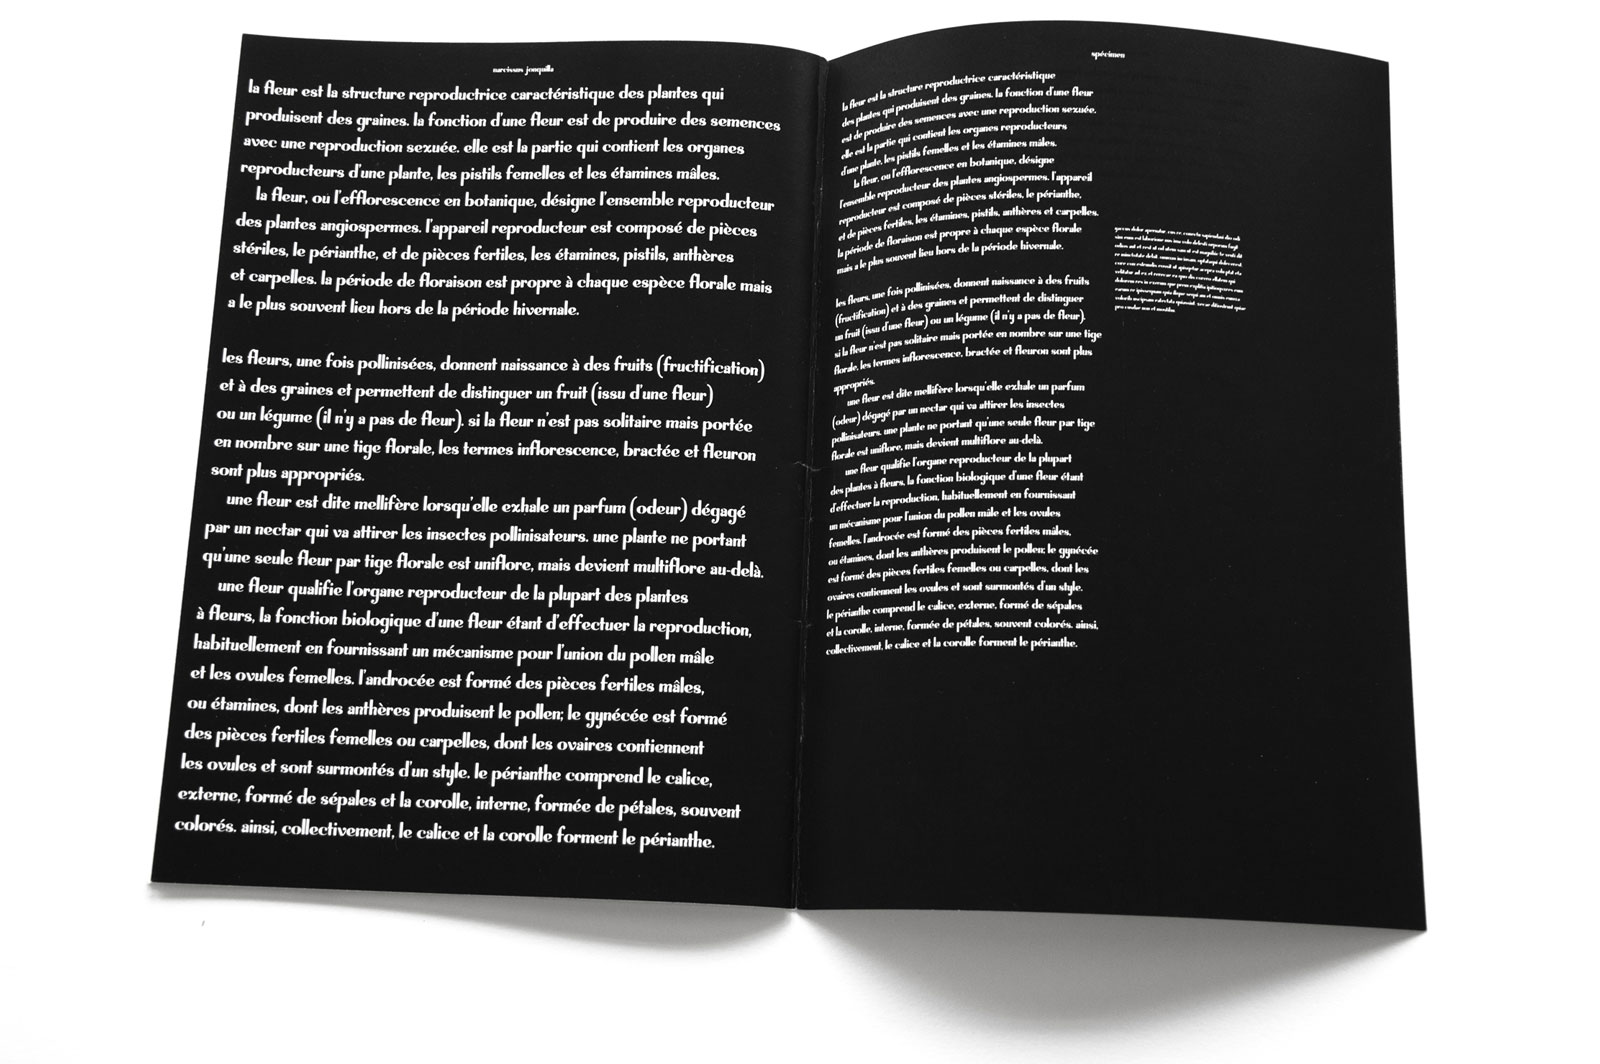 narcissus jonquilla
la fleur est la structure reproductrice caractéristique des plantes qui
produisent des graines. la fonction d'une fleur est de produire des semences
avec une reproduction sexuée. elle est la partie qui contient les organes
reproducteurs d'une plante, les pistils femelles et les étamines mâles.
la fleur, ou l'efflorescence en botanique, désigne l'ensemble reproducteur
des plantes angiospermes. l'appareil reproducteur est composé de pièces
stériles, le périanthe, et de pièces fertiles, les étamines, pistils, anthères
et carpelles. la période de floraison est propre à chaque espèce florale mais
a le plus souvent lieu hors de la période hivernale.
les fleurs, une fois pollinisées, donnent naissance à des fruits (fructification)
et à des graines et permettent de distinguer un fruit (issu d'une fleur)
ou un légume (il n'y a pas de fleur). si la fleur n'est pas solitaire mais portée
en nombre sur une tige florale, les termes inflorescence, bractée et fleuron
sont plus appropriés.
une fleur est dite mellifère lorsqu'elle exhale un parfum (odeur) dégagé
par un nectar qui va attirer les insectes pollinisateurs. une plante ne portant
qu'une seule fleur par tige florale est uniflore, mais devient multiflore au-delà.
une fleur qualifie l'organe reproducteur de la plupart des plantes
à fleurs, la fonction biologique d'une fleur étant d'effectuer la reproduction,
habituellement en fournissant un mécanisme pour l'union du pollen mâle
et les ovules femelles. l'androcée est formé des pièces fertiles mâles,
ou étamines, dont les anthères produisent le pollen; le gynécée est formé
des pièces fertiles femelles ou carpelles, dont les ovaires contiennent
les ovules et sont surmontés d'un style. le périanthe comprend le calice,
externe, formé de sépales et la corolle, interne, formée de pétales, souvent
colorés. ainsi, collectivement, le calice et la corolle forment le périanthe.
spécimen
la fleur est la structure reproductrice caractéristique
des plantes qui produisent des graines. la fonction d'une fleur
est de produire des semences avec une reproduction sexuée.
elle est la partie qui contient les organes reproducteurs
d'une plante, les pistils femelles et les étamines mâles.
la fleur, ou l'efflorescence en botanique, désigne
l'ensemble reproducteur des plantes angiospermes. l'appareil
reproducteur est composé de pièces stériles, le périanthe,
et de pièces fertiles, les étamines, pistils, anthères et carpelles.
la période de floraison est propre à chaque espèce florale
mais a le plus souvent lieu hors de la période hivernale.
les fleurs, une fois pollinisées, donnent naissance à des fruits
(fructification) et à des graines et permettent de distinguer
un fruit (issu d'une fleur) ou un légume (il n'y a pas de fleur).
si la fleur n'est pas solitaire mais portée en nombre sur une tige
florale, les termes inflorescence, bractée et fleuron sont plus
appropriés.
une fleur est dite mellifère lorsqu'elle exhale un parfum
(odeur) dégagé par un nectar qui va attirer les insectes
pollinisateurs. une plante ne portant qu'une seule fleur par tige
florale est uniflore, mais devient multiflore au-delà.
une fleur qualifie l'organe reproducteur de la plupart
des plantes à fleurs, la fonction biologique d'une fleur étant
d'effectuer la reproduction, habituellement en fournissant
un mécanisme pour l'union du pollen mâle et les ovules
femelles. l'androcée est formé des pièces fertiles mâles,
ou étamines, dont les anthères produisent le pollen; le gynécée
est formé des pièces fertiles femelles ou carpelles, dont les
ovaires contiennent les ovules et sont surmontés d'un style.
le périanthe comprend le calice, externe, formé de sépales
et la corolle, interne, formée de pétales, souvent colorés. ainsi,
collectivement, le calice et la corolle forment le périanthe.